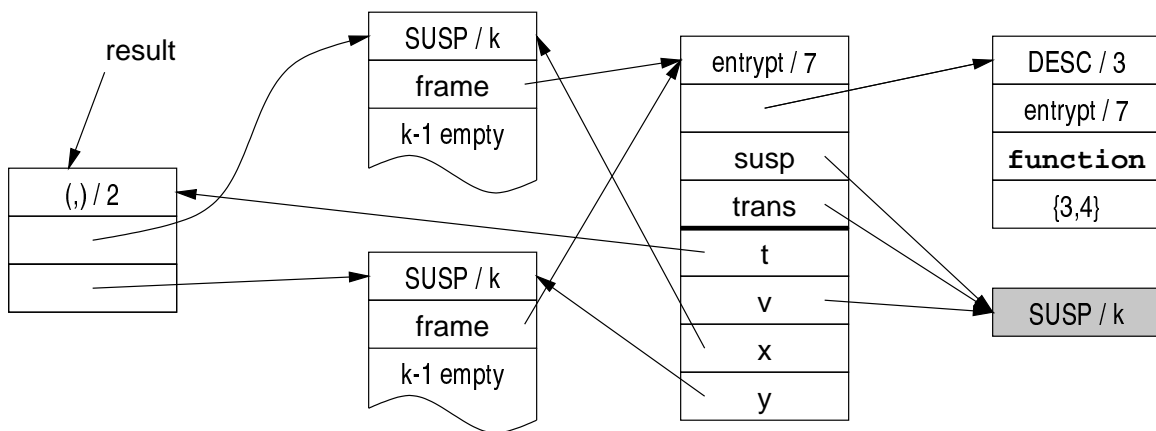 result
(,) / 2
SUSP / k
frame
k-1 empty
SUSP / k
frame
k-1 empty
entrypt / 7
susp
trans
t
v
x
y
DESC / 3
entrypt / 7
function
{3,4}
SUSP / k